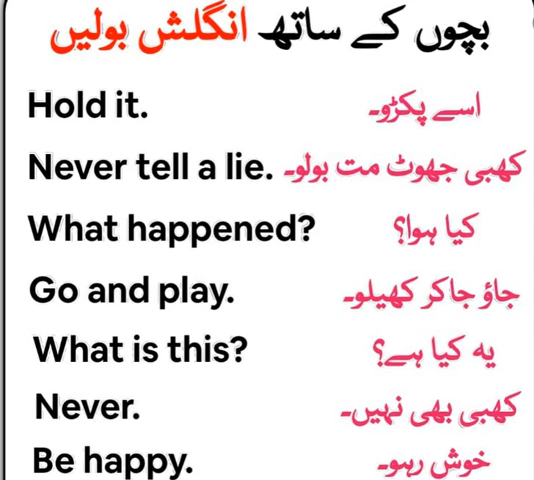 بچوں کے ساتھ انگلش بولیں
Hold it. اسے پکڑو۔
Never tell a lie. کھبی جھوٹ مت بولو۔
What happened? کیا ہوا؟
Go and play. جاؤ جاکر کھیلو۔
What is this? یہ کیا ہے؟
Never. کھبی بھی نہیں۔
Be happy. خوش رہو۔